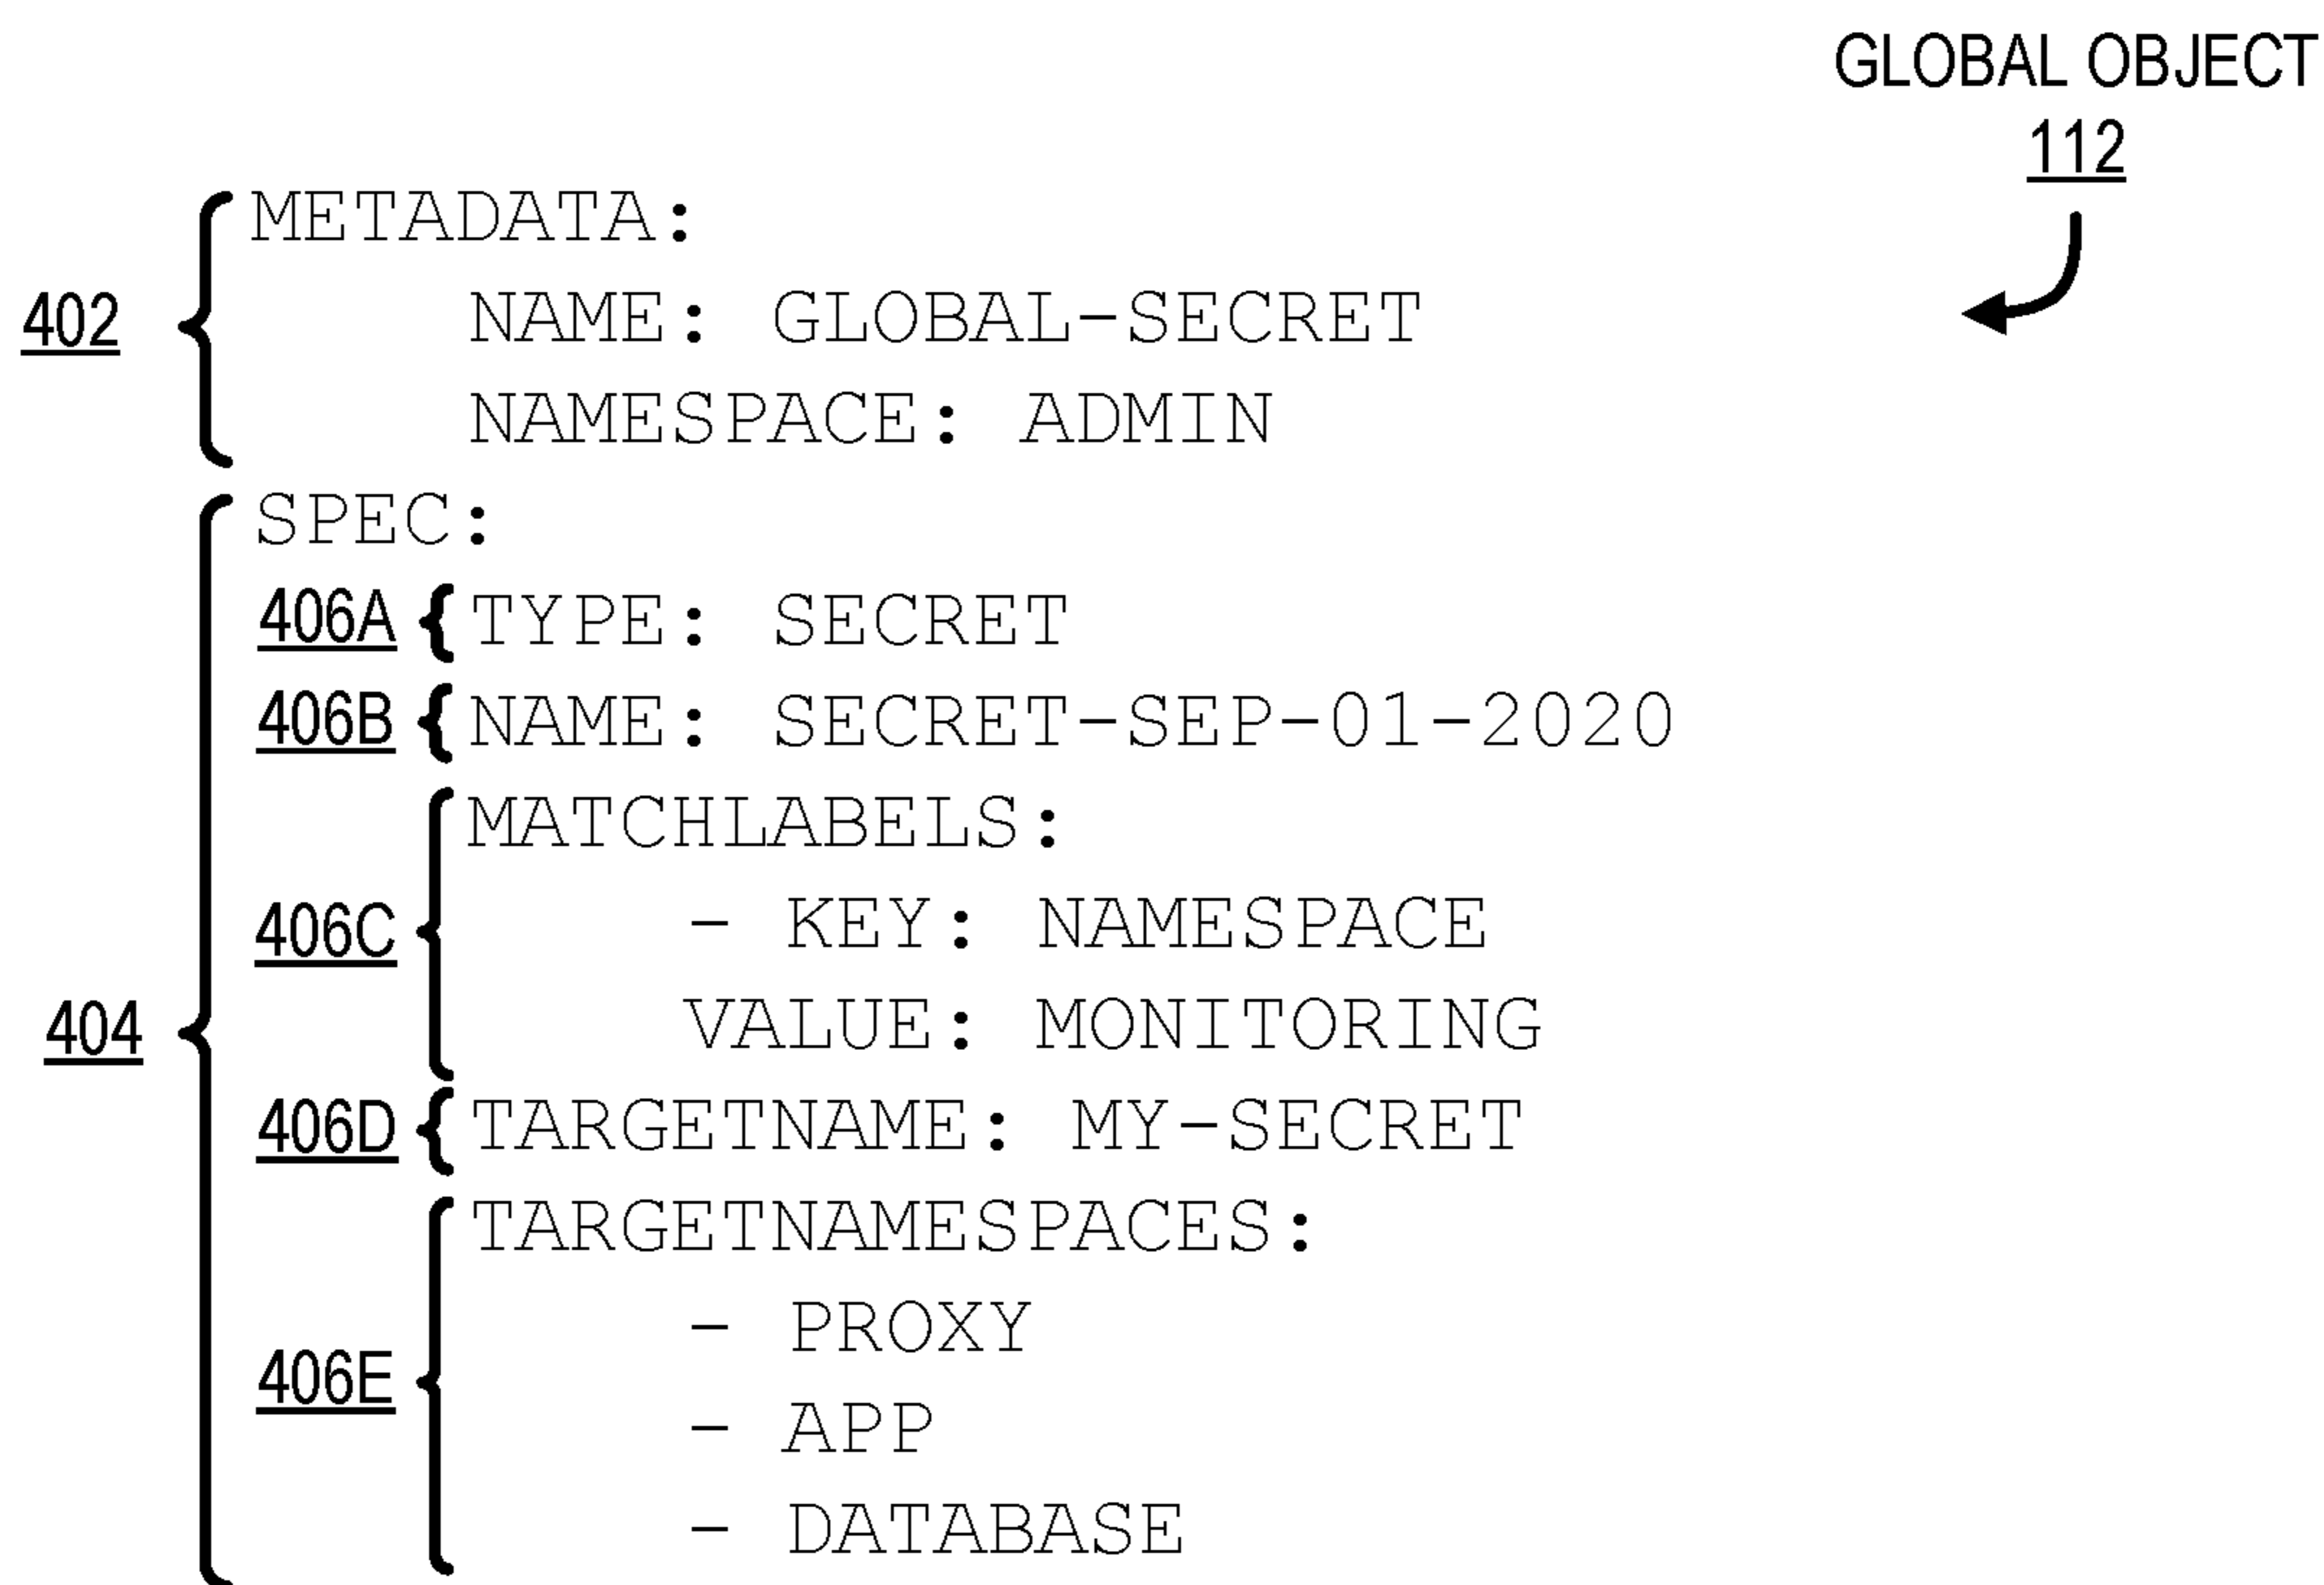 GLOBAL OBJECT
112
402
METADATA:
NAME: GLOBAL-SECRET
NAMESPACE: ADMIN
404
SPEC:
406A TYPE: SECRET
406B NAME: SECRET-SEP-01-2020
406C
MATCHLABELS:
- KEY: NAMESPACE
VALUE: MONITORING
406D TARGETNAME: MY-SECRET
406E
TARGETNAMESPACES:
- PROXY
- APP
- DATABASE